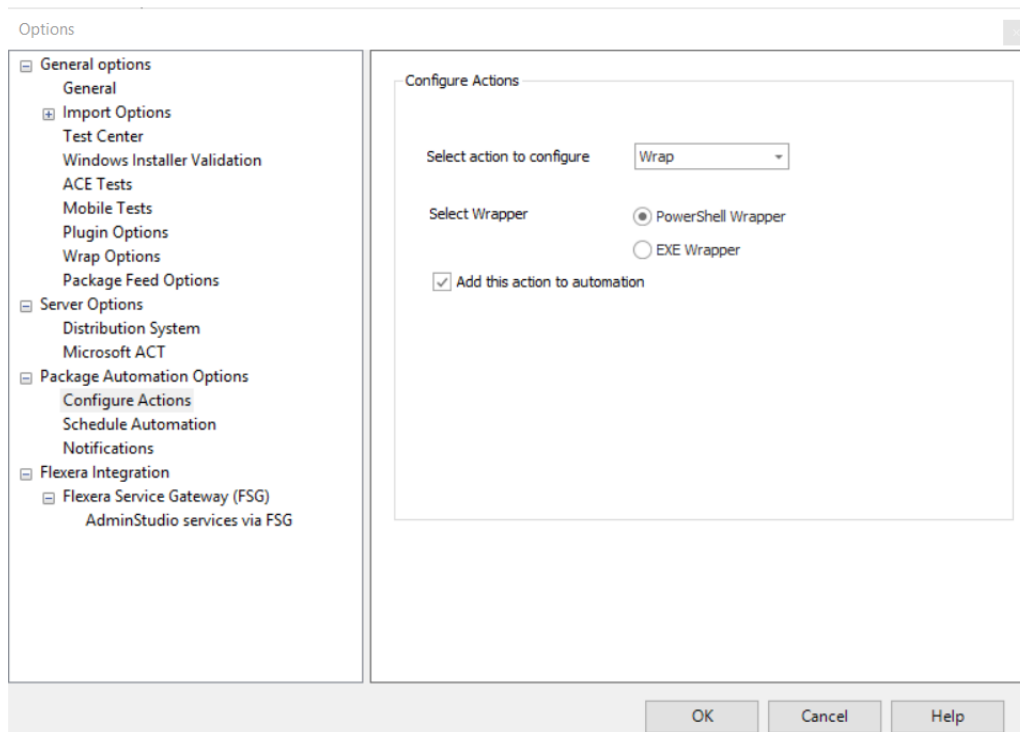 Options
General options
General
Import Options
Test Center
Windows Installer Validation
ACE Tests
Mobile Tests
Plugin Options
Wrap Options
Package Feed Options
Server Options
Distribution System
Microsoft ACT
Package Automation Options
Configure Actions
Schedule Automation
Notifications
Flexera Integration
Flexera Service Gateway (FSG)
AdminStudio services via FSG
Configure Actions
Select action to configure Wrap
Select Wrapper PowerShell Wrapper
EXE Wrapper
Add this action to automation
OK Cancel Help